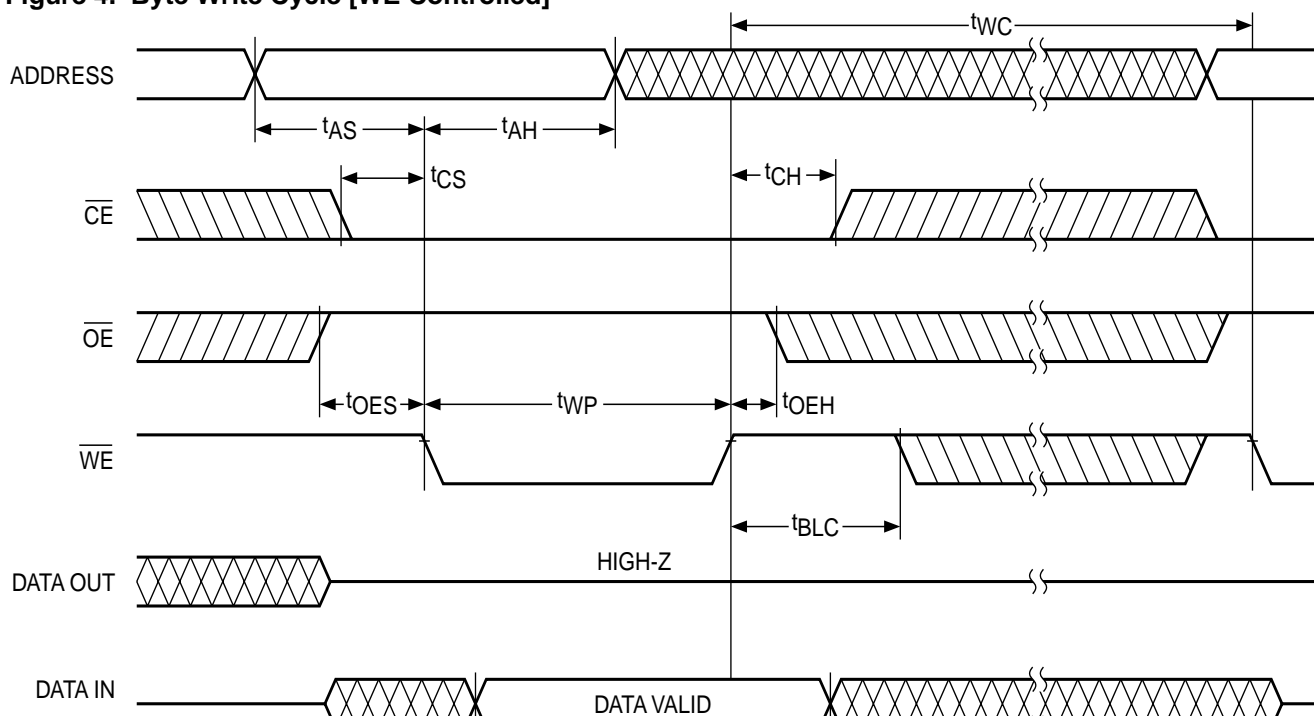 Figure 4. Byte Write Cycle [WE Controlled]
tWC
ADDRESS
tAS
tAH
tCS
tCH
CE
OE
tOES
tWP
tOEH
WE
tBLC
HIGH-Z
DATA OUT
DATA IN
DATA VALID